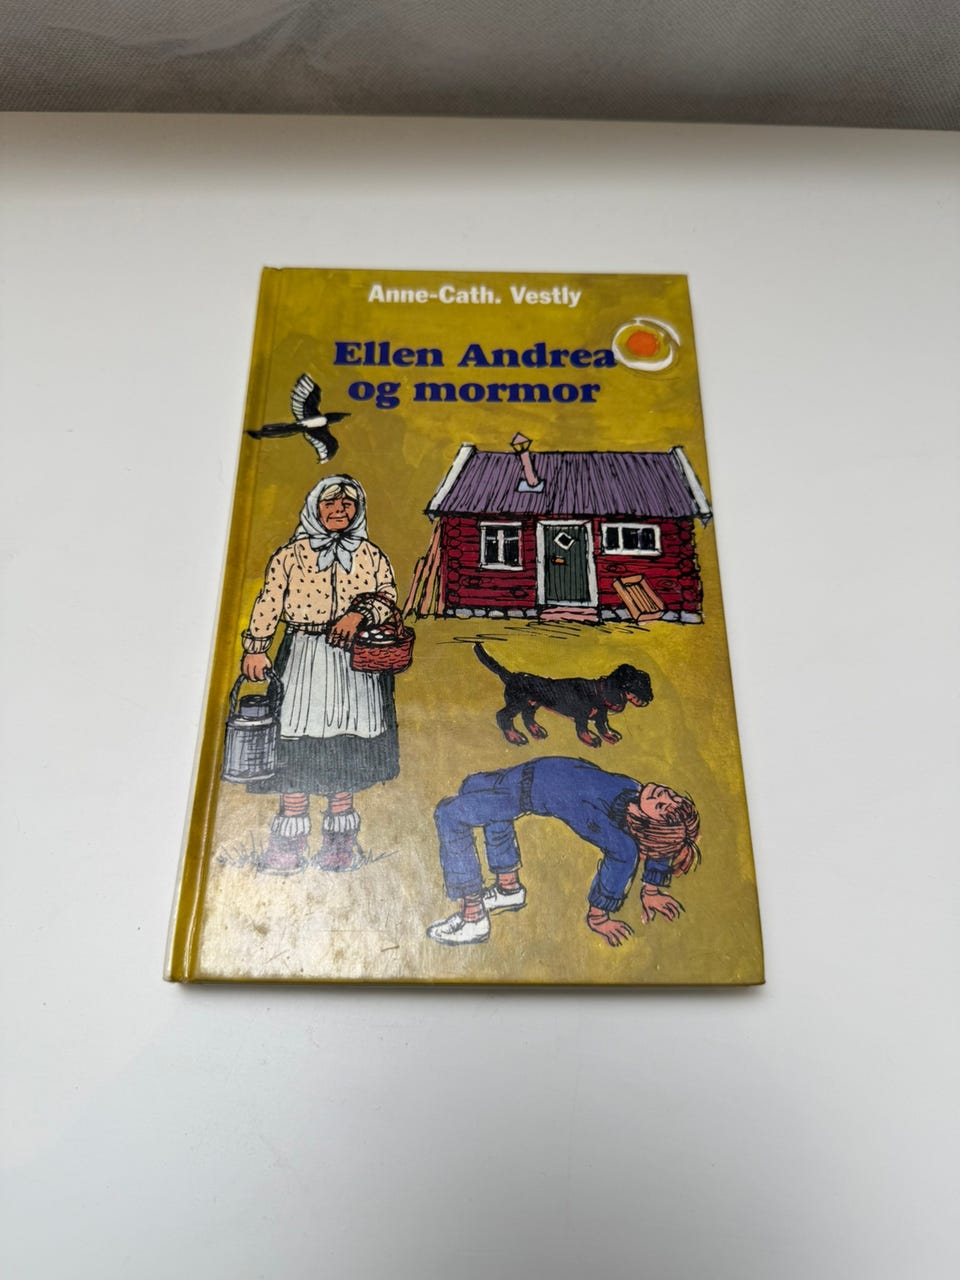 Anne-Cath. Vestly
Ellen Andrea
og mormor